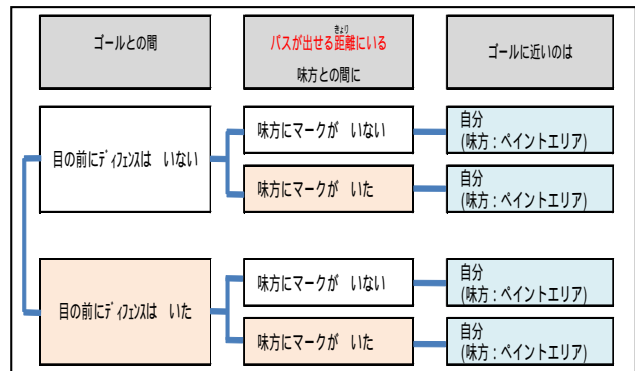 ゴールとの間
きょり
パスが出せる距離にいる
味方との間に
ゴールに近いのは
目の前にディフェンスは　いない
味方にマークが　いない
自分
(味方：ペイントエリア)
味方にマークが　いた
自分
(味方：ペイントエリア)
目の前にディフェンスは　いた
味方にマークが　いない
自分
(味方：ペイントエリア)
味方にマークが　いた
自分
(味方：ペイントエリア)